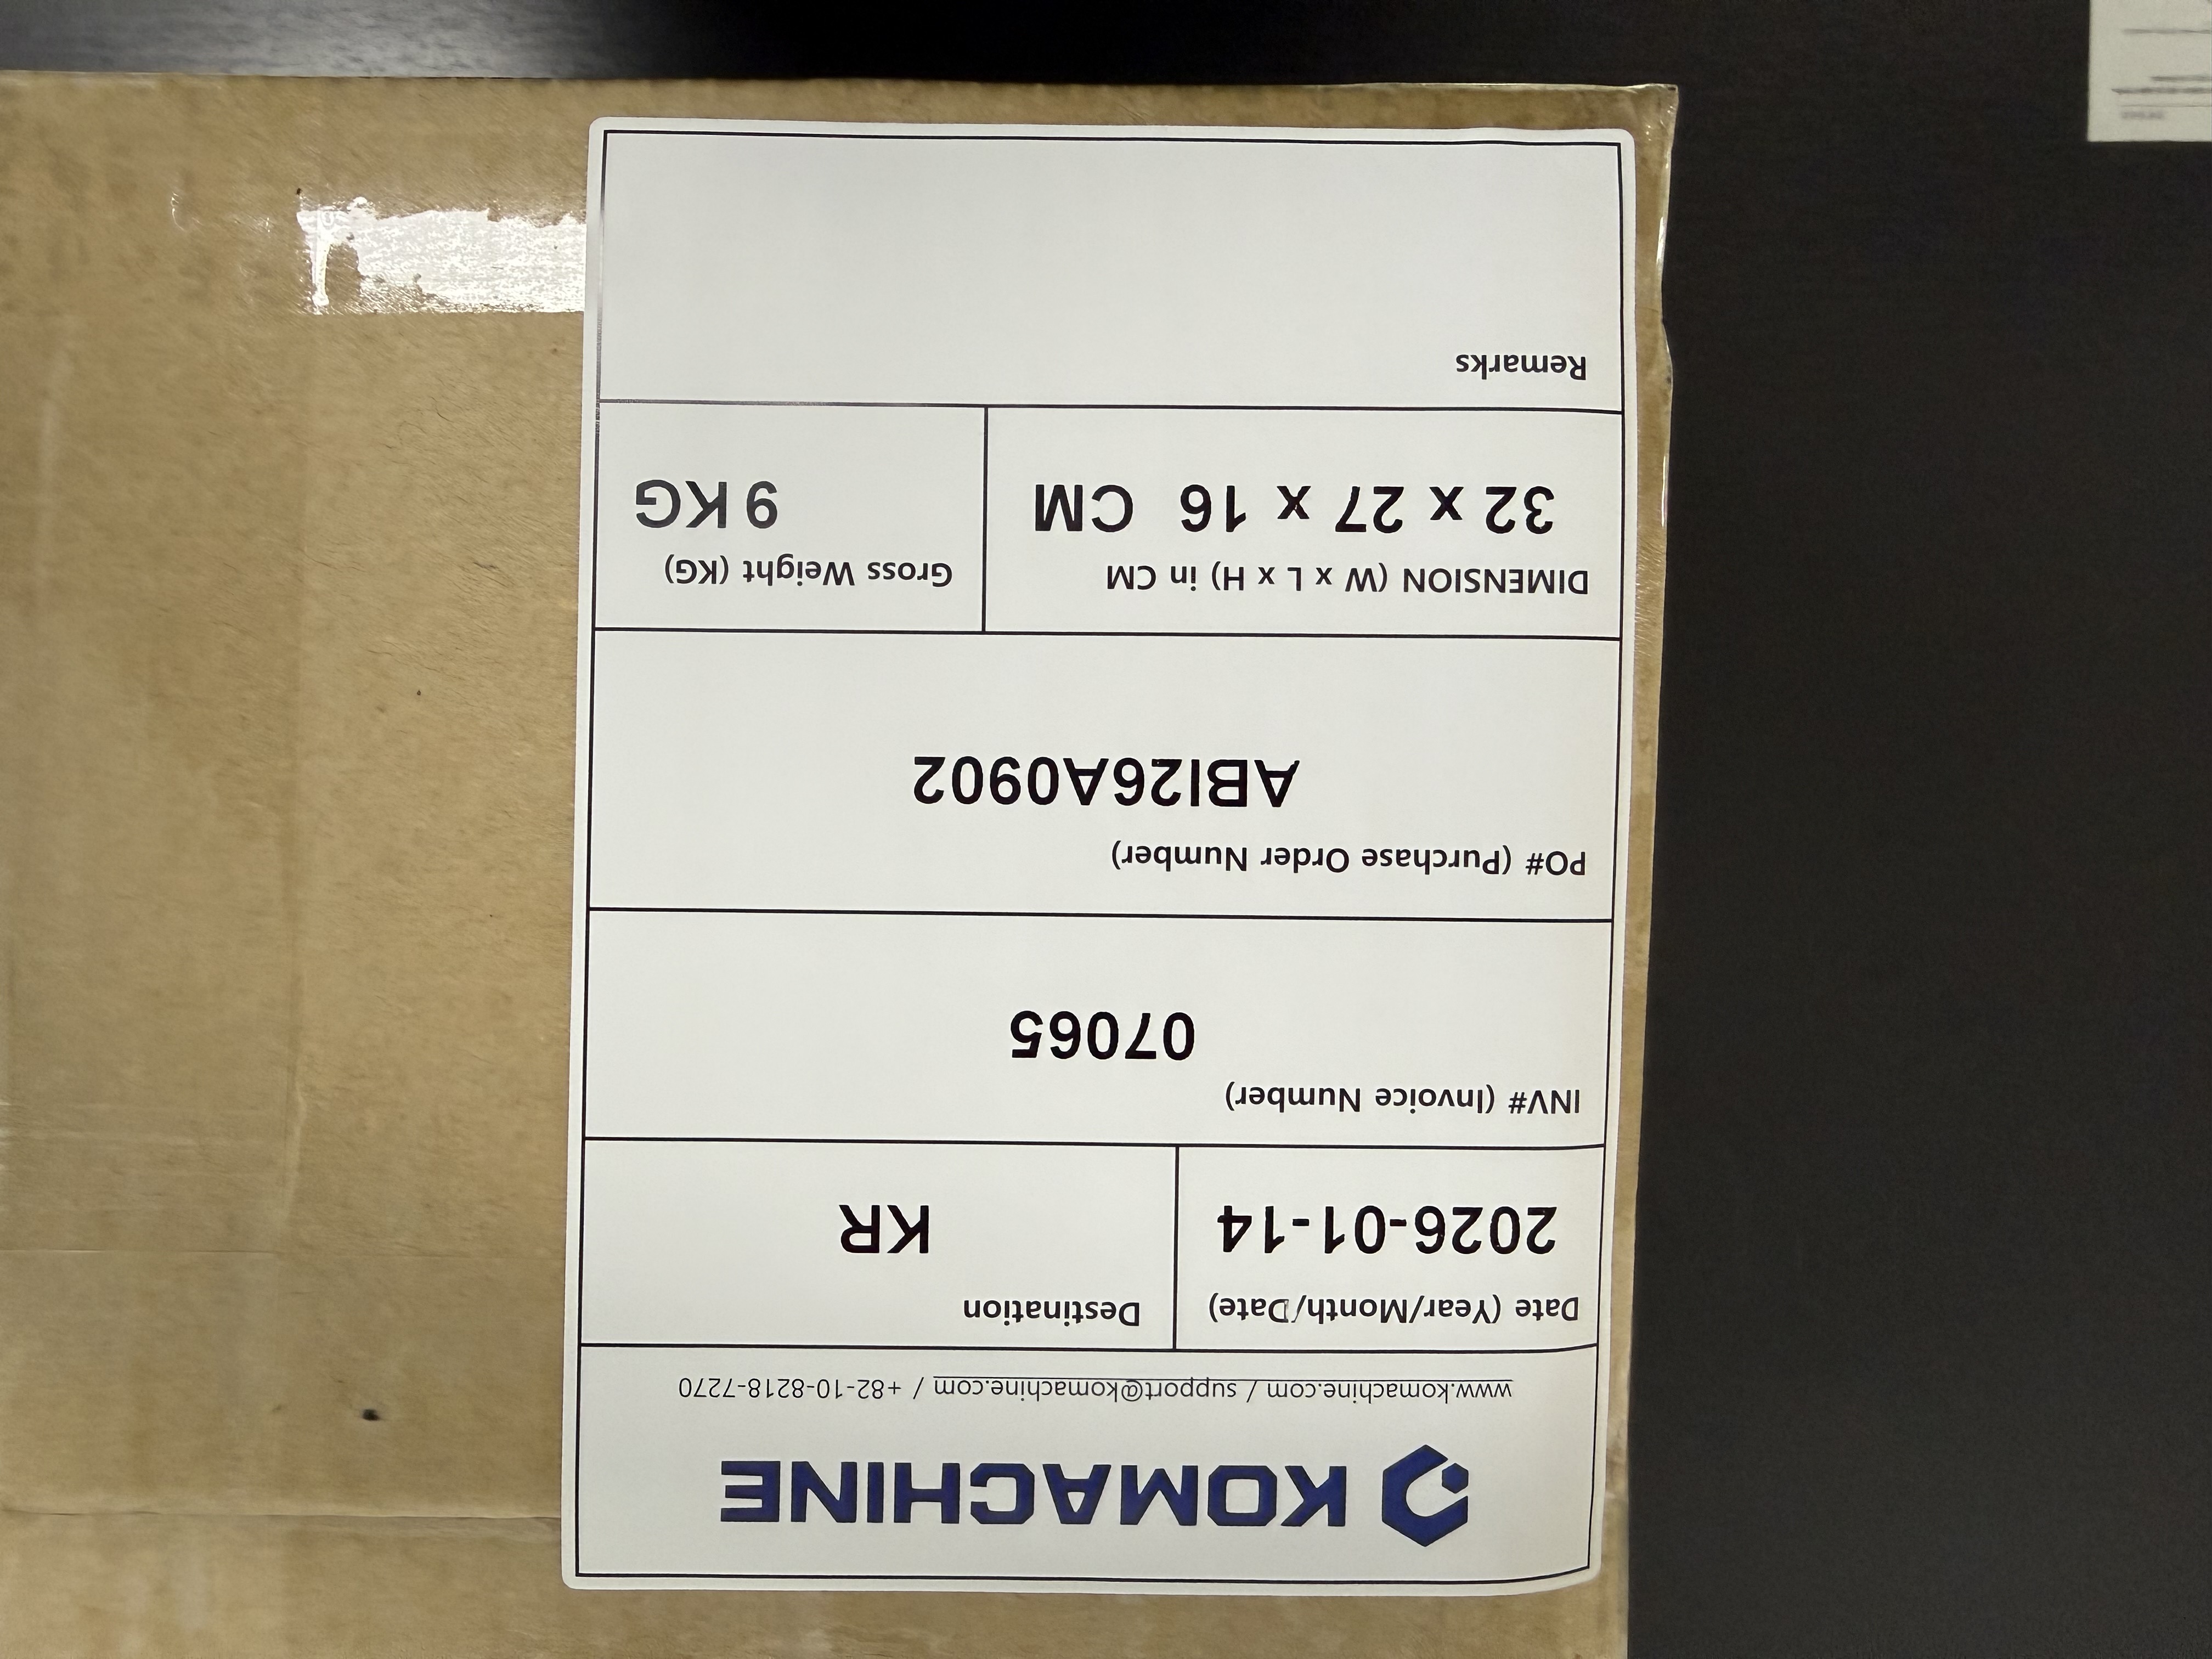 KOMACHINE
www.komachine.com / support@komachine.com / +82-10-8218-7270
Date (Year/Month/Date)
2026-01-14
Destination
KR
INV# (Invoice Number)
07065
PO# (Purchase Order Number)
ABI26A0902
DIMENSION (W x L x H) in CM
32 x 27 x 16 CM
Gross Weight (KG)
9 KG
Remarks